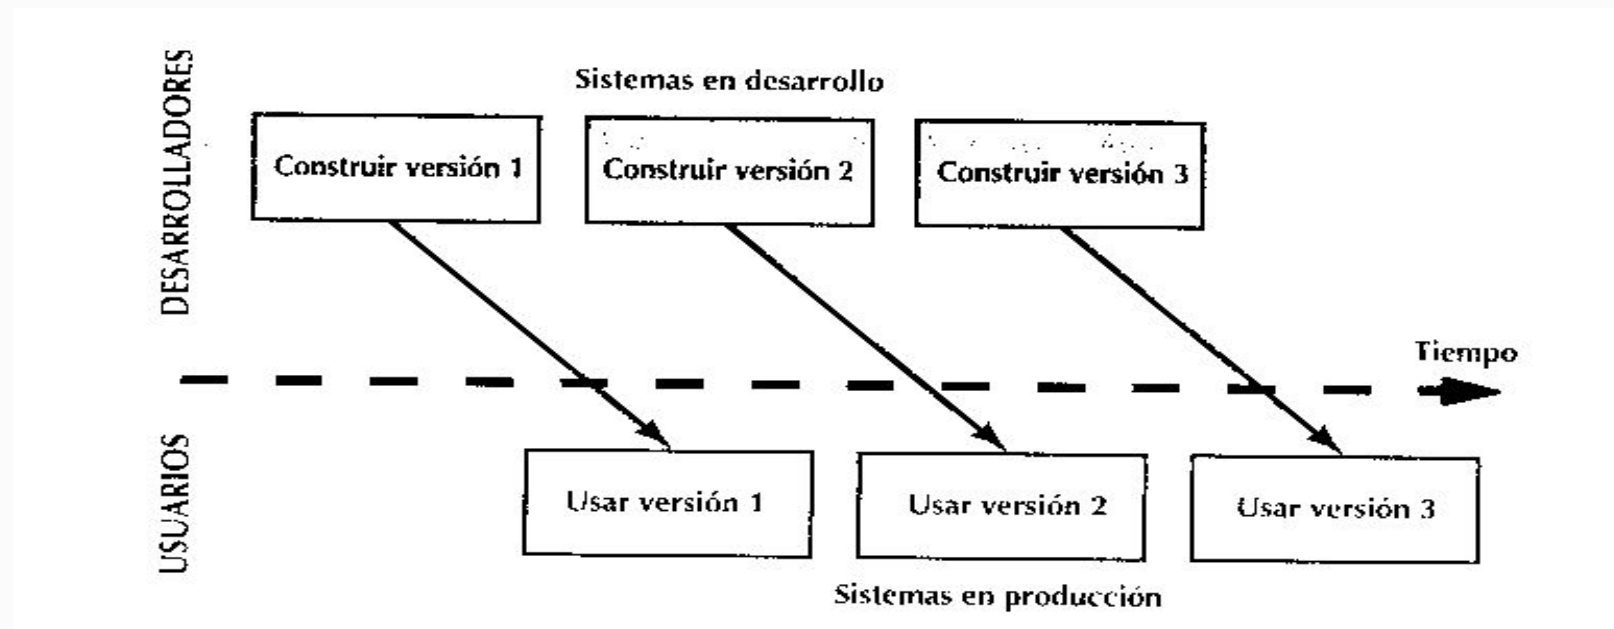 DESARROLLADORES
Sistemas en desarrollo
Construir versión 1
Construir versión 2
Construir versión 3
Tiempo
USUARIOS
Usar versión 1
Usar versión 2
Usar versión 3
Sistemas en producción